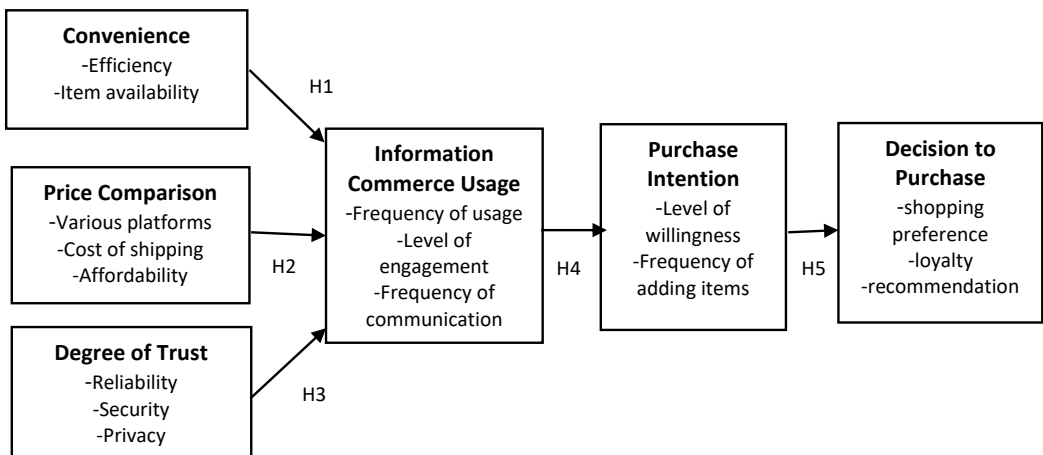 Convenience
-Efficiency
-Item availability
H1
Price Comparison
-Various platforms
-Cost of shipping
-Affordability
H2
Degree of Trust
-Reliability
-Security
-Privacy
H3
Information
Commerce Usage
-Frequency of usage
-Level of
engagement
-Frequency of
communication
H4
Purchase
Intention
-Level of
willingness
-Frequency of
adding items
H5
Decision to
Purchase
-shopping
preference
-loyalty
-recommendation